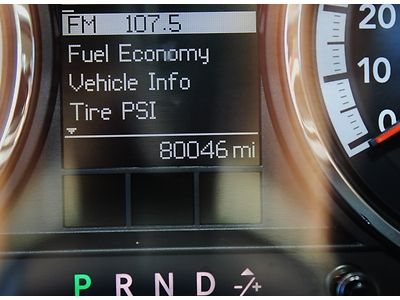 FM 107.5
Fuel Economy
Vehicle Info
Tire PSI
80046 mi
20
10
0
P R N D -/+